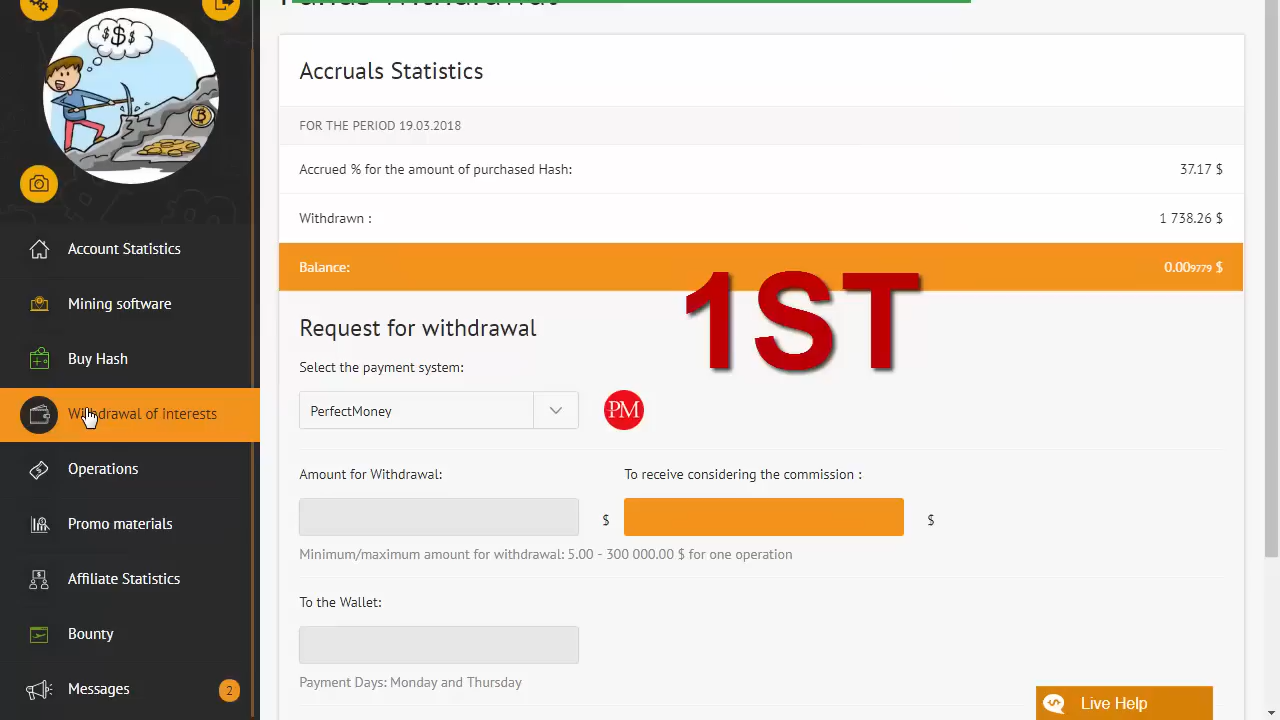 $$$
Account Statistics
Mining software
Buy Hash
Withdrawal of interests
Operations
Promo materials
Affiliate Statistics
Bounty
Messages 2
Funds Withdrawal
Accruals Statistics
FOR THE PERIOD 19.03.2018
Accrued % for the amount of purchased Hash: 37.17 $
Withdrawn : 1 738.26 $
Balance: 0.009779 $
1ST
Request for withdrawal
Select the payment system:
PerfectMoney PM
Amount for Withdrawal: To receive considering the commission :
$ $
Minimum/maximum amount for withdrawal: 5.00 - 300 000.00 $ for one operation
To the Wallet:
Payment Days: Monday and Thursday
Live Help